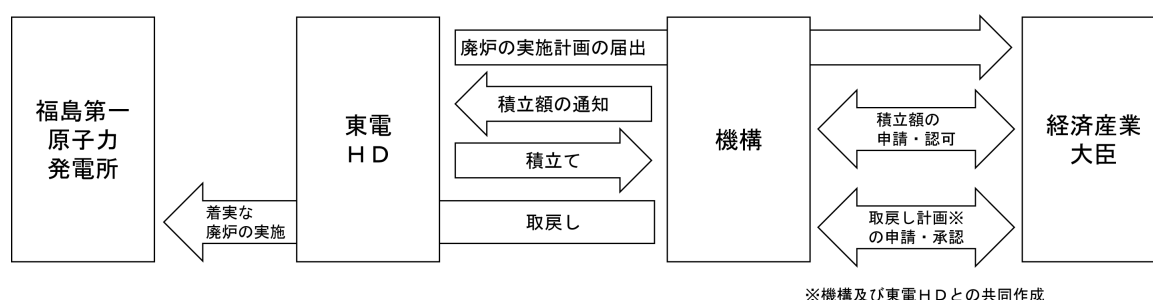 福島第一
原子力
発電所
東電
ＨＤ
廃炉の実施計画の届出
積立額の通知
積立て
取戻し
着実な
廃炉の実施
機構
積立額の
申請・認可
取戻し計画※
の申請・承認
経済産業
大臣
※機構及び東電ＨＤとの共同作成